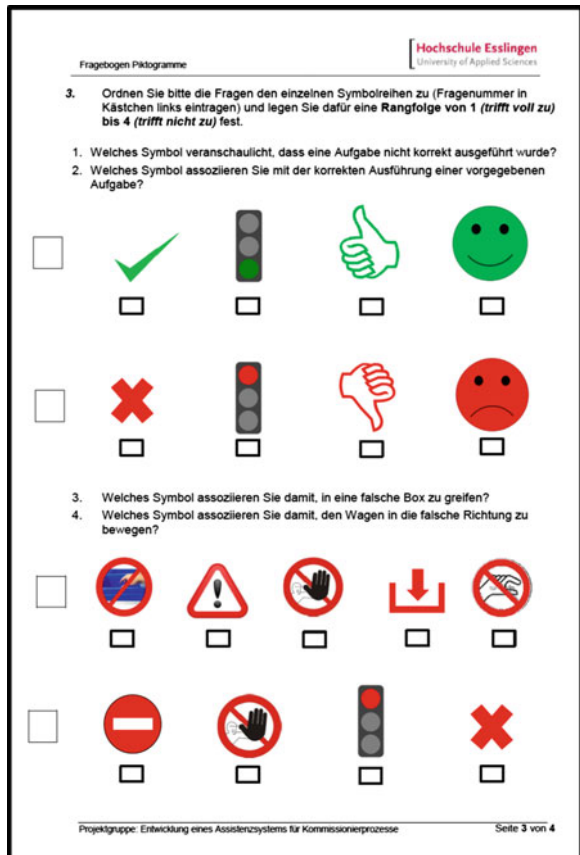 Hochschule Esslingen
University of Applied Sciences
Fragebogen Piktogramme
3. Ordnen Sie bitte die Fragen den einzelnen Symbolreihen zu (Fragenummer in
Kästchen links eintragen) und legen Sie dafür eine Rangfolge von 1 (trifft voll zu)
bis 4 (trifft nicht zu) fest.
1. Welches Symbol veranschaulicht, dass eine Aufgabe nicht korrekt ausgeführt wurde?
2. Welches Symbol assoziieren Sie mit der korrekten Ausführung einer vorgegebenen
Aufgabe?
3. Welches Symbol assoziieren Sie damit, in eine falsche Box zu greifen?
4. Welches Symbol assoziieren Sie damit, den Wagen in die falsche Richtung zu
bewegen?
Projektgruppe: Entwicklung eines Assistenzsystems für Kommissionierprozesse
Seite 3 von 4